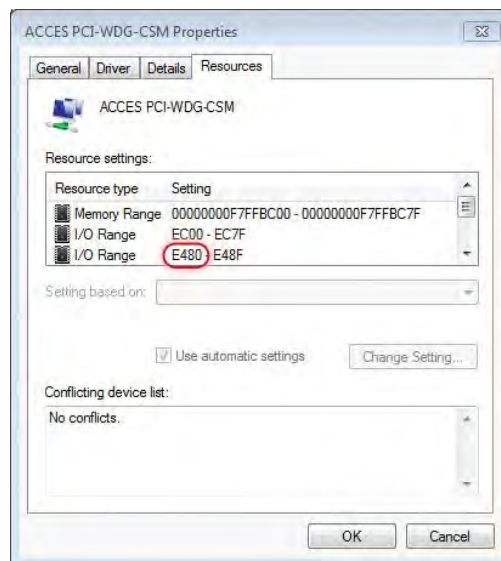 ACCES PCI-WDG-CSM Properties
General Driver Details Resources
ACCES PCI-WDG-CSM
Resource settings:
Resource type Setting
Memory Range 00000000F7FFBC00 - 00000000F7FFBC7F
I/O Range EC00 - EC7F
I/O Range E480 - E48F
Setting based on:
Use automatic settings Change Setting...
Conflicting device list:
No conflicts.
OK Cancel